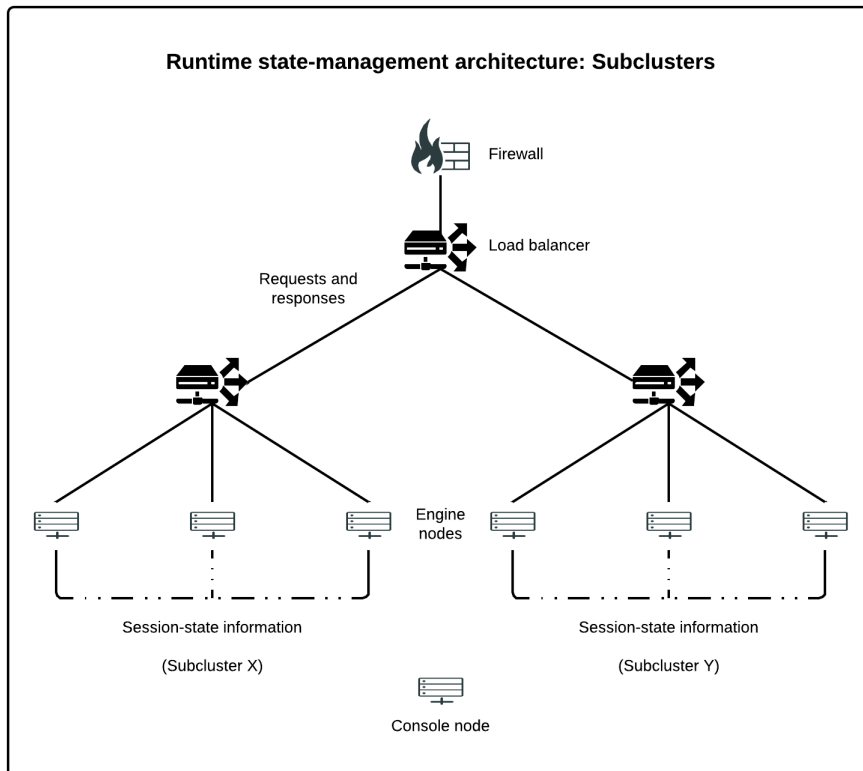 Runtime state-management architecture: Subclusters
Firewall
Load balancer
Requests and
responses
Engine
nodes
Session-state information
(Subcluster X)
Session-state information
(Subcluster Y)
Console node